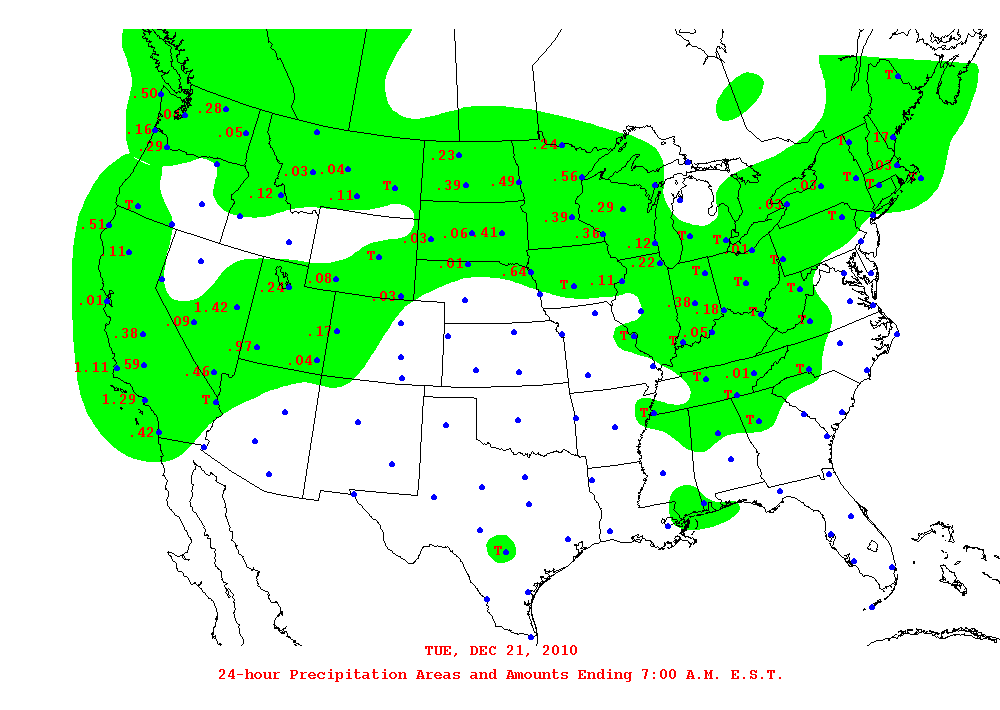 T
.50
.28
.16
.05
.17
.29
.24
T
.23
.03
.03 .04
.56
T
T
T
.39
.49
.03
T
.12
.11
T
.29
.39
T
.51
.06
.41
.36
.03
.12
T
T
.11
.01
T
T
.01
.22
.64
T
.08
T
.24
.11
T
T
.03
.01
.38
1.42
.18
T
.09
T
.17
.05
.38
T
T
.97
.04
.59
1.11
T
.46
.01
T
T
1.29
T
T
T
.42
T
TUE, DEC 21, 2010
24-hour Precipitation Areas and Amounts Ending 7:00 A.M. E.S.T.